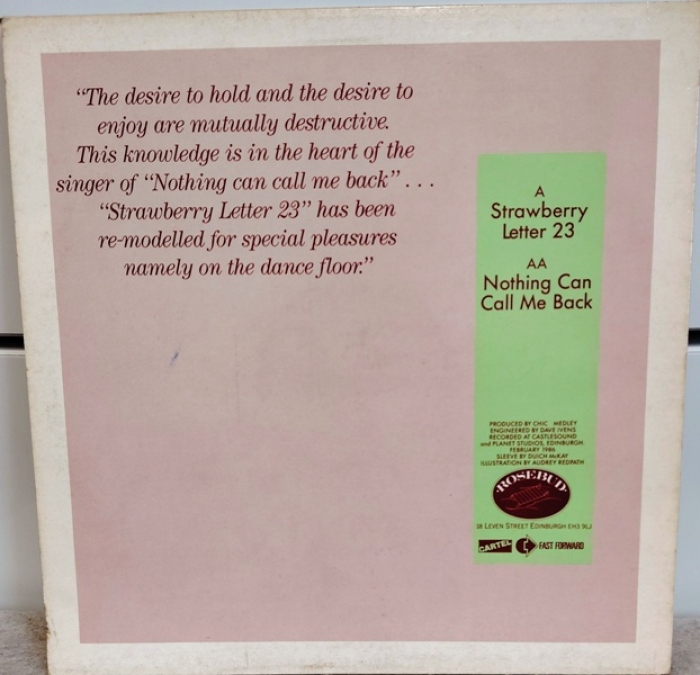 “The desire to hold and the desire to
enjoy are mutually destructive.
This knowledge is in the heart of the
singer of “Nothing can call me back” . . .
“Strawberry Letter 23” has been
re-modelled for special pleasures
namely on the dance floor.”
A
Strawberry
Letter 23
AA
Nothing Can
Call Me Back
PRODUCED BY CHIC MEDLEY
ENGINEERED BY DAVE IVENS
RECORDED AT CASTLESOUND
and PLANET STUDIOS, EDINBURGH.
FEBRUARY 1986
SLEEVE BY DUICH McKAY
ILLUSTRATION BY AUDREY REDPATH
ROSEBUD
LEVEN STREET EDINBURGH EH3 9LJ
CARTEL
FAST FORWARD